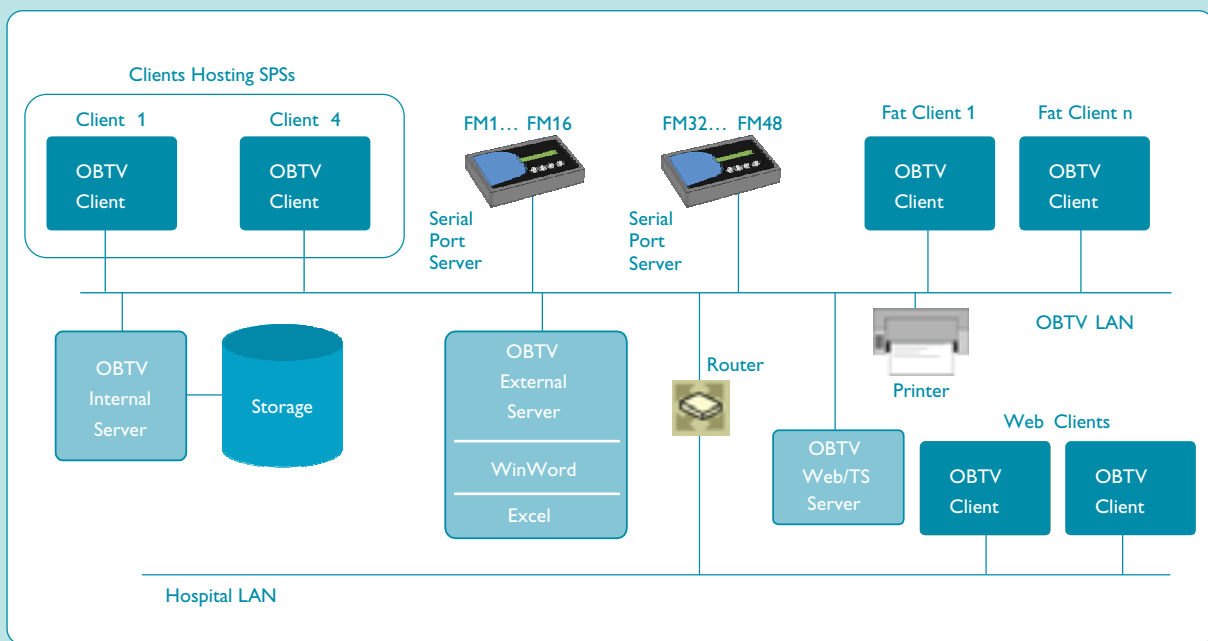 Clients Hosting SPSs
Client 1
Client 4
FM1... FM16
FM32... FM48
Fat Client 1
Fat Client n
OBTV
Client
OBTV
Client
OBTV
Client
OBTV
Client
Serial
Port
Server
Serial
Port
Server
OBTV LAN
OBTV
Internal
Server
Storage
OBTV
External
Server
WinWord
Excel
Router
Printer
OBTV
Web/TS
Server
Web Clients
OBTV
Client
OBTV
Client
Hospital LAN